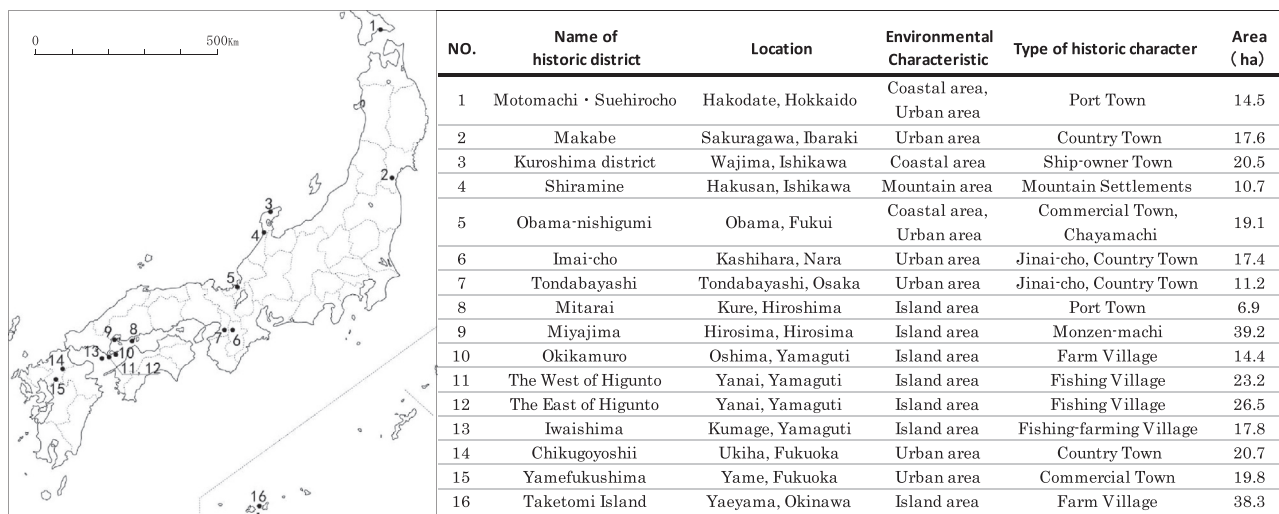 0 500Km
1
2
3
4
5
9 8
7 6
13 10
14 11, 12
15
16
NO. Name of historic district Location Environmental Characteristic Type of historic character Area (ha)
1 Motomachi・Suehirocho Hakodate, Hokkaido Coastal area, Urban area Port Town 14.5
2 Makabe Sakuragawa, Ibaraki Urban area Country Town 17.6
3 Kuroshima district Wajima, Ishikawa Coastal area Ship-owner Town 20.5
4 Shiramine Hakusan, Ishikawa Mountain area Mountain Settlements 10.7
5 Obama-nishigumi Obama, Fukui Coastal area, Urban area Commercial Town, Chayamachi 19.1
6 Imai-cho Kashihara, Nara Urban area Jinai-cho, Country Town 17.4
7 Tondabayashi Tondabayashi, Osaka Urban area Jinai-cho, Country Town 11.2
8 Mitarai Kure, Hiroshima Island area Port Town 6.9
9 Miyajima Hirosima, Hirosima Island area Monzen-machi 39.2
10 Okikamuro Oshima, Yamaguti Island area Farm Village 14.4
11 The West of Higunto Yanai, Yamaguti Island area Fishing Village 23.2
12 The East of Higunto Yanai, Yamaguti Island area Fishing Village 26.5
13 Iwaishima Kumage, Yamaguti Island area Fishing-farming Village 17.8
14 Chikugoyoshii Ukiha, Fukuoka Urban area Country Town 20.7
15 Yamefukushima Yame, Fukuoka Urban area Commercial Town 19.8
16 Taketomi Island Yaeyama, Okinawa Island area Farm Village 38.3